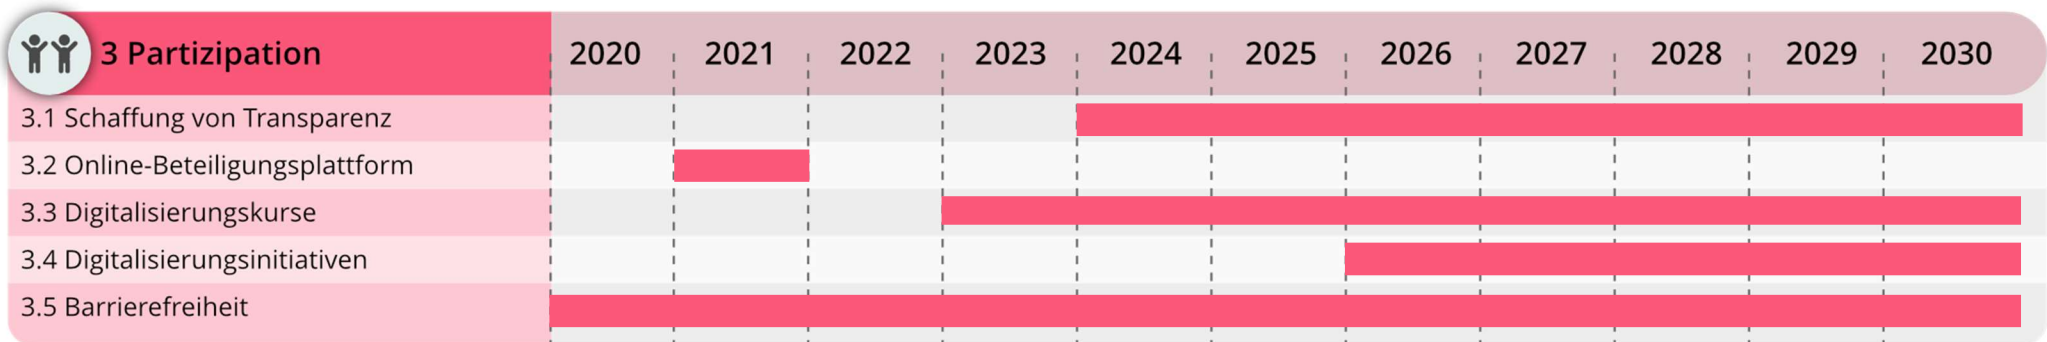 3 Partizipation 2020 2021 2022 2023 2024 2025 2026 2027 2028 2029 2030
3.1 Schaffung von Transparenz
3.2 Online-Beteiligungsplattform
3.3 Digitalisierungskurse
3.4 Digitalisierungsinitiativen
3.5 Barrierefreiheit